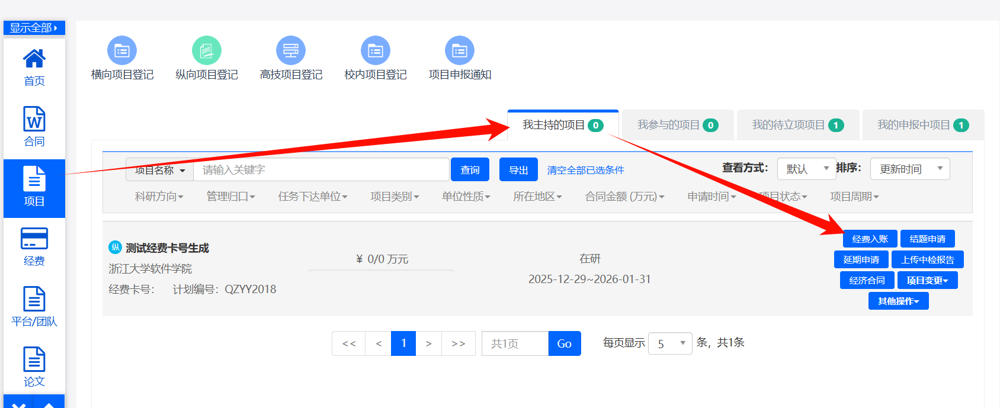 显示全部
首页
合同
项目
经费
平台/团队
论文
横向项目登记
纵向项目登记
高技项目登记
校内项目登记
项目申报通知
我主持的项目 0
我参与的项目 0
我的待立项项目 1
我的申报中项目 1
项目名称 请输入关键字 查询 导出 清空全部已选条件 查看方式： 默认 排序： 更新时间
科研方向 管理归口 任务下达单位 项目类别 单位性质 所在地区 合同金额 (万元) 申请时间 项目状态 项目周期
纵 测试经费卡号生成
浙江大学软件学院
经费卡号： 计划编号：QZYY2018
¥ 0/0 万元
在研
2025-12-29~2026-01-31
经费入账 结题申请
延期申请 上传中检报告
经济合同 项目变更
其他操作
<< < 1 > >> 共1页 Go 每页显示 5 条，共1条